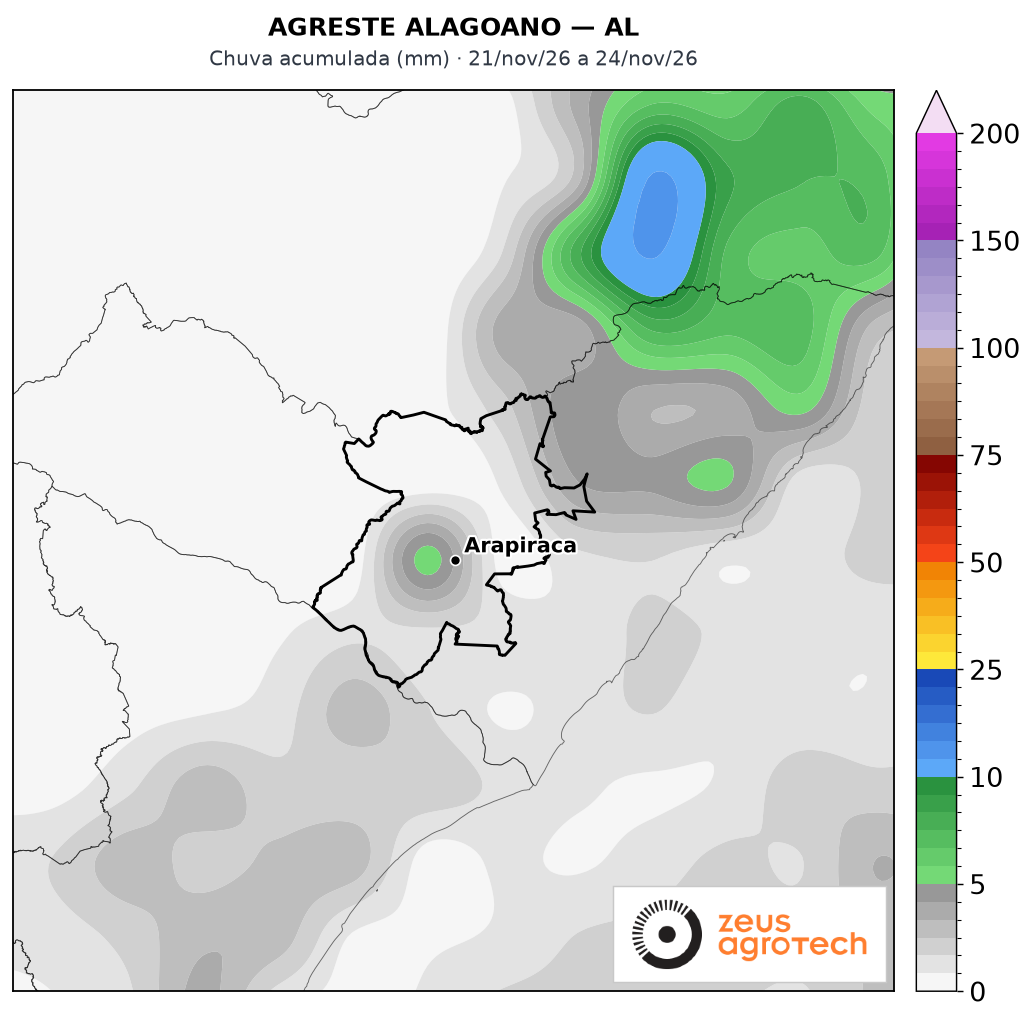 AGRESTE ALAGOANO — AL
Chuva acumulada (mm) · 21/nov/26 a 24/nov/26
200
150
100
75
50
25
10
5
0
Arapiraca
zeus
agrotech